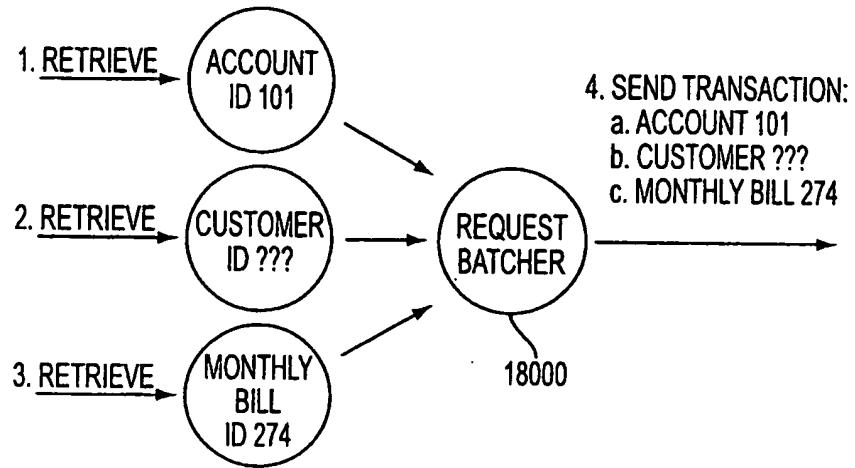 1. RETRIEVE
ACCOUNT
ID 101
2. RETRIEVE
CUSTOMER
ID ???
3. RETRIEVE
MONTHLY
BILL
ID 274
REQUEST
BATCHER
18000
4. SEND TRANSACTION:
a. ACCOUNT 101
b. CUSTOMER ???
c. MONTHLY BILL 274